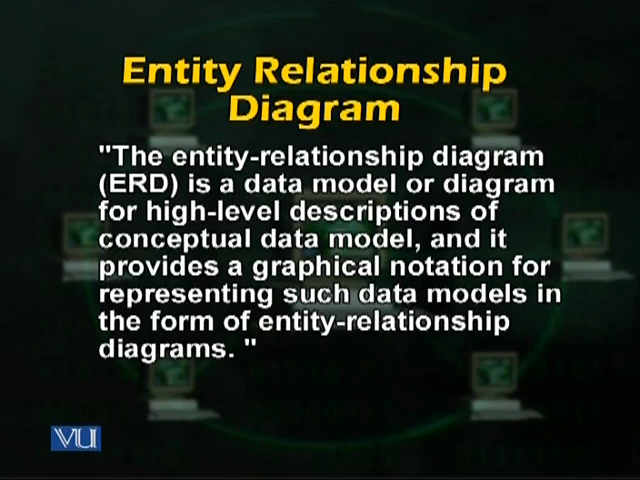 Entity Relationship
Diagram
"The entity-relationship diagram
(ERD) is a data model or diagram
for high-level descriptions of
conceptual data model, and it
provides a graphical notation for
representing such data models in
the form of entity-relationship
diagrams. "
VU